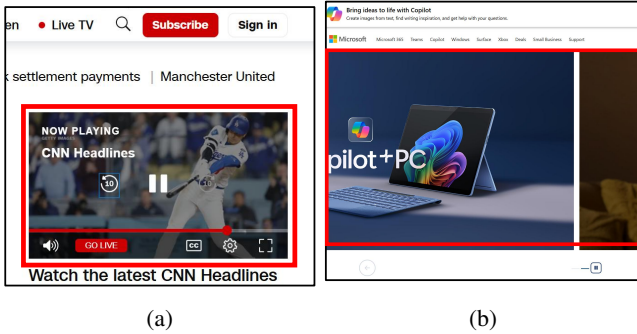 en • Live TV Subscribe Sign in
settlement payments | Manchester United
NOW PLAYING
GETTY IMAGES
CNN Headlines
10
GO LIVE CC
Watch the latest CNN Headlines
(a)
Bring ideas to life with Copilot
Create images from text, find writing inspiration, and get help with your questions.
Microsoft Microsoft 365 Teams Copilot Windows Surface Xbox Deals Small Business Support
pilot+PC
(b)